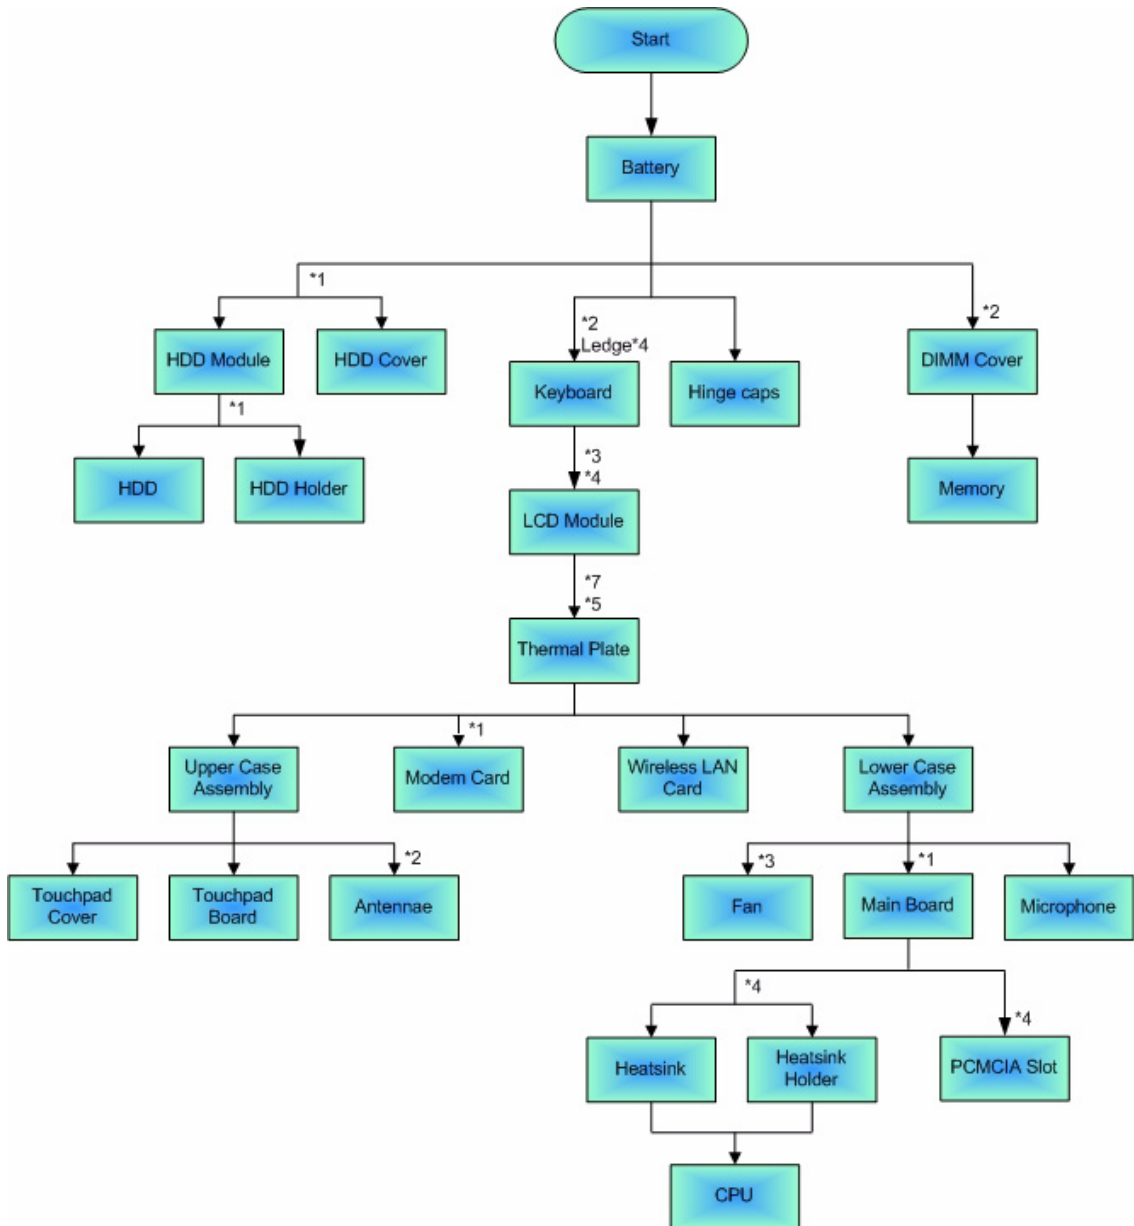 Start
Battery
*1
*2
Ledge*4
*2
HDD Module
HDD Cover
Keyboard
Hinge caps
DIMM Cover
*1
HDD
HDD Holder
*3
*4
Memory
LCD Module
*7
*5
Thermal Plate
*1
Upper Case
Assembly
Modem Card
Wireless LAN
Card
Lower Case
Assembly
*2
*3
*1
Touchpad
Cover
Touchpad
Board
Antennae
Fan
Main Board
Microphone
*4
*4
Heatsink
Heatsink
Holder
PCMCIA Slot
CPU